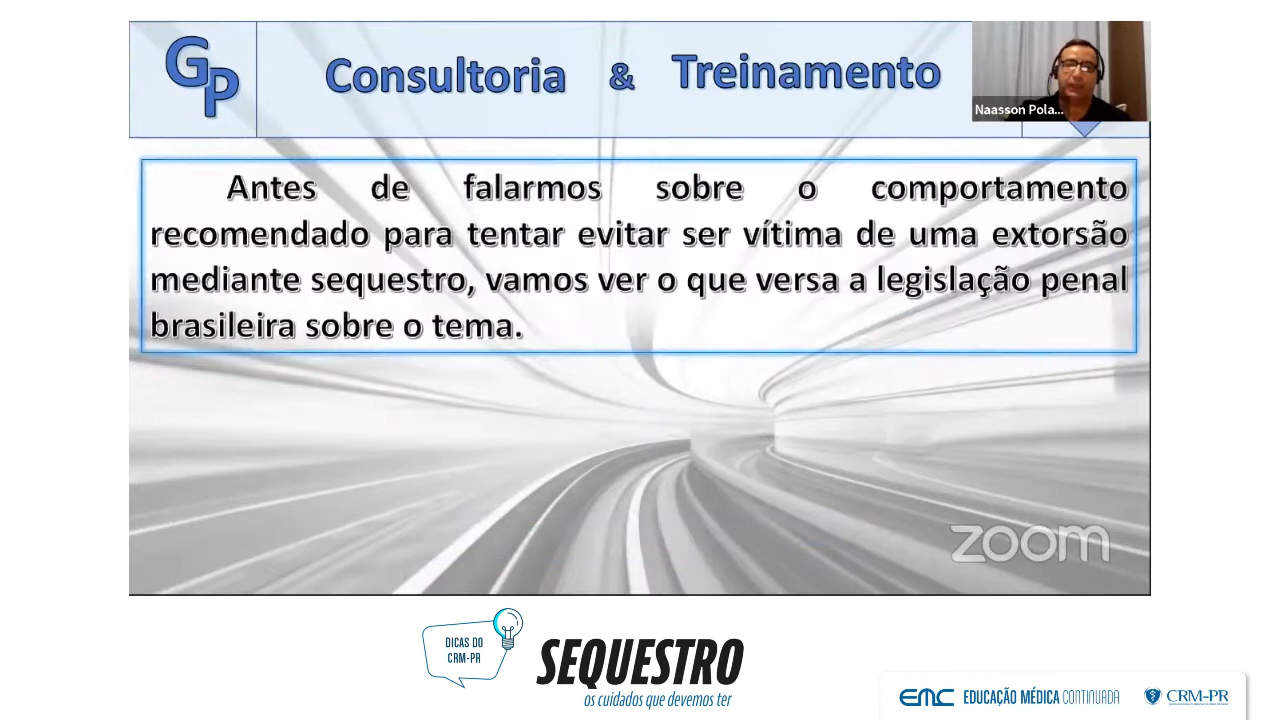 GP
Consultoria & Treinamento
Naasson Pola...
Antes de falarmos sobre o comportamento
recomendado para tentar evitar ser vítima de uma extorsão
mediante sequestro, vamos ver o que versa a legislação penal
brasileira sobre o tema.
zoom
DICAS DO
CRM-PR
SEQUESTRO
os cuidados que devemos ter
EMC EDUCAÇÃO MÉDICA CONTINUADA
CRM-PR